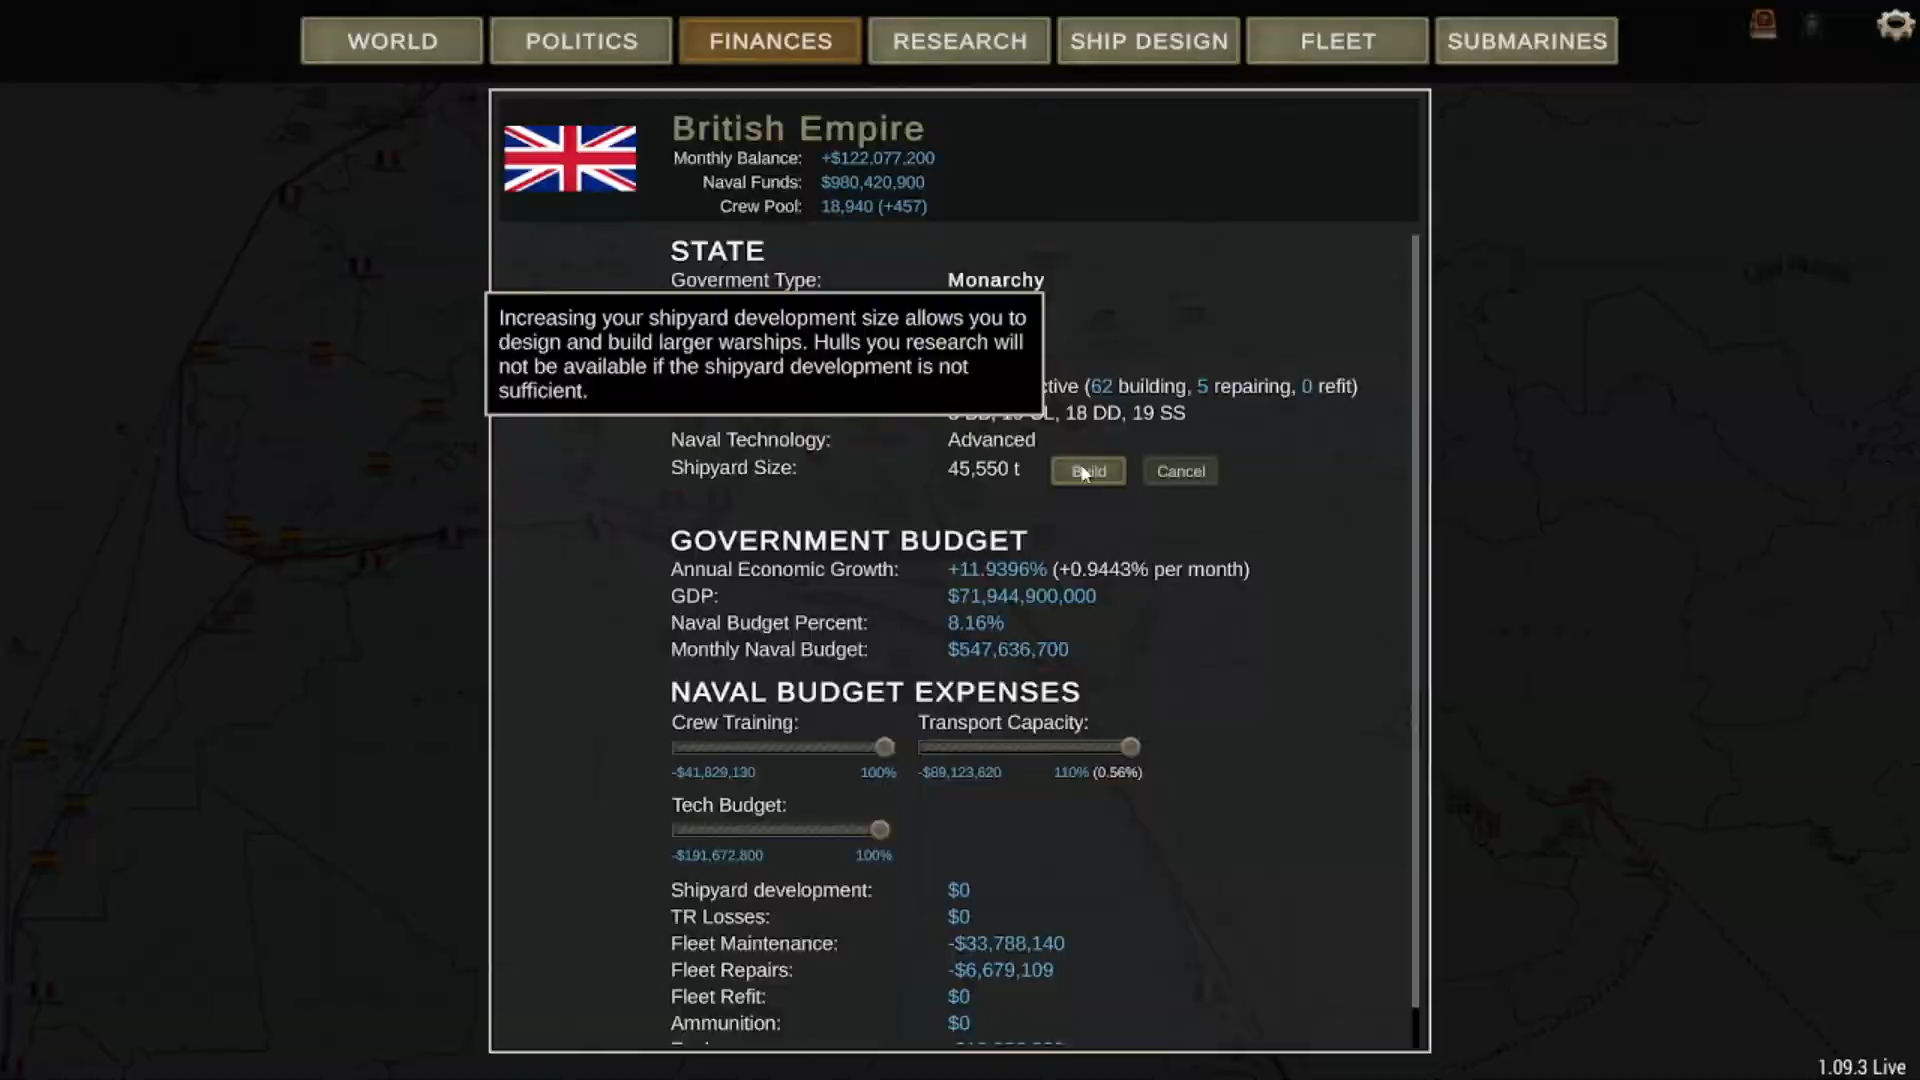 WORLD
POLITICS
FINANCES
RESEARCH
SHIP DESIGN
FLEET
SUBMARINES
British Empire
Monthly Balance: +$122,077,200
Naval Funds: $980,420,900
Crew Pool: 18,940 (+457)
STATE
Goverment Type: Monarchy
Increasing your shipyard development size allows you to
design and build larger warships. Hulls you research will
not be available if the shipyard development is not
sufficient.
ctive (62 building, 5 repairing, 0 refit)
CL, 18 DD, 19 SS
Naval Technology: Advanced
Shipyard Size: 45,550 t Build Cancel
GOVERNMENT BUDGET
Annual Economic Growth: +11.9396% (+0.9443% per month)
GDP: $71,944,900,000
Naval Budget Percent: 8.16%
Monthly Naval Budget: $547,636,700
NAVAL BUDGET EXPENSES
Crew Training: Transport Capacity:
-$41,829,130 100% -$89,123,620 110% (0.56%)
Tech Budget:
-$191,672,800 100%
Shipyard development: $0
TR Losses: $0
Fleet Maintenance: -$33,788,140
Fleet Repairs: -$6,679,109
Fleet Refit: $0
Ammunition: $0
1.09.3 Live